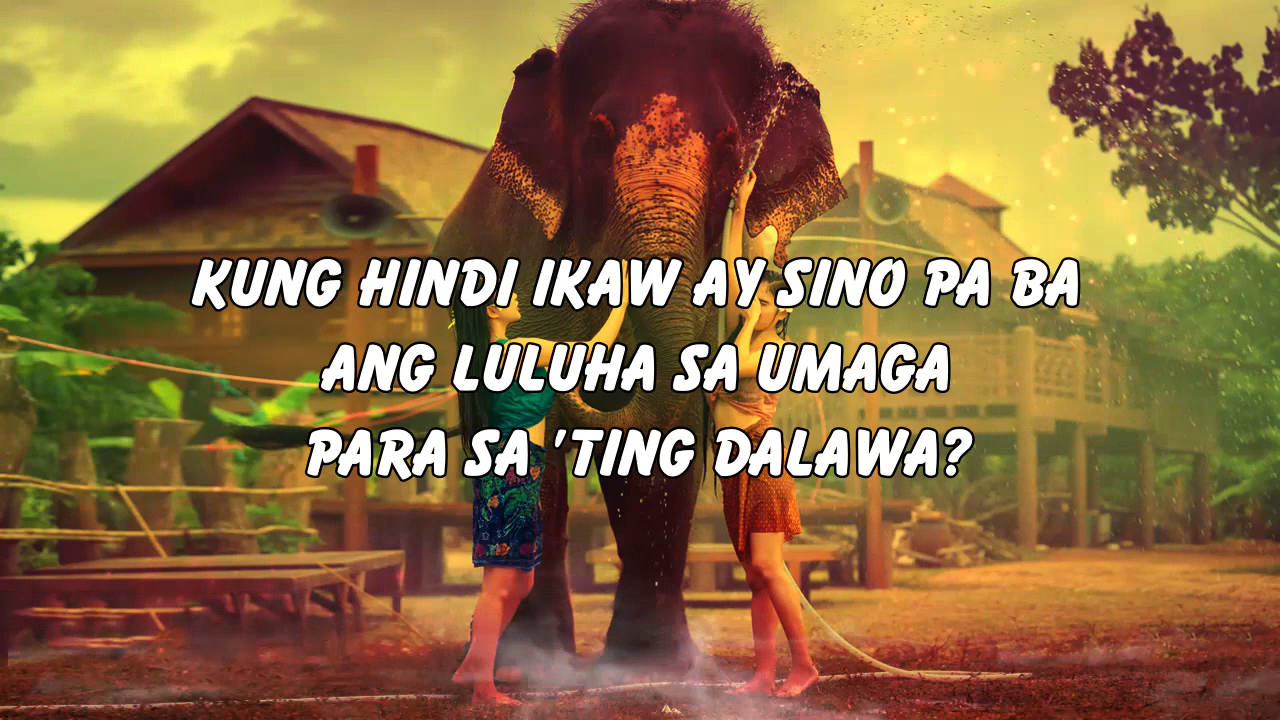 KUNG HINDI IKAW AY SINO PA BA
ANG LULUHA SA UMAGA
PARA SA 'TING DALAWA?